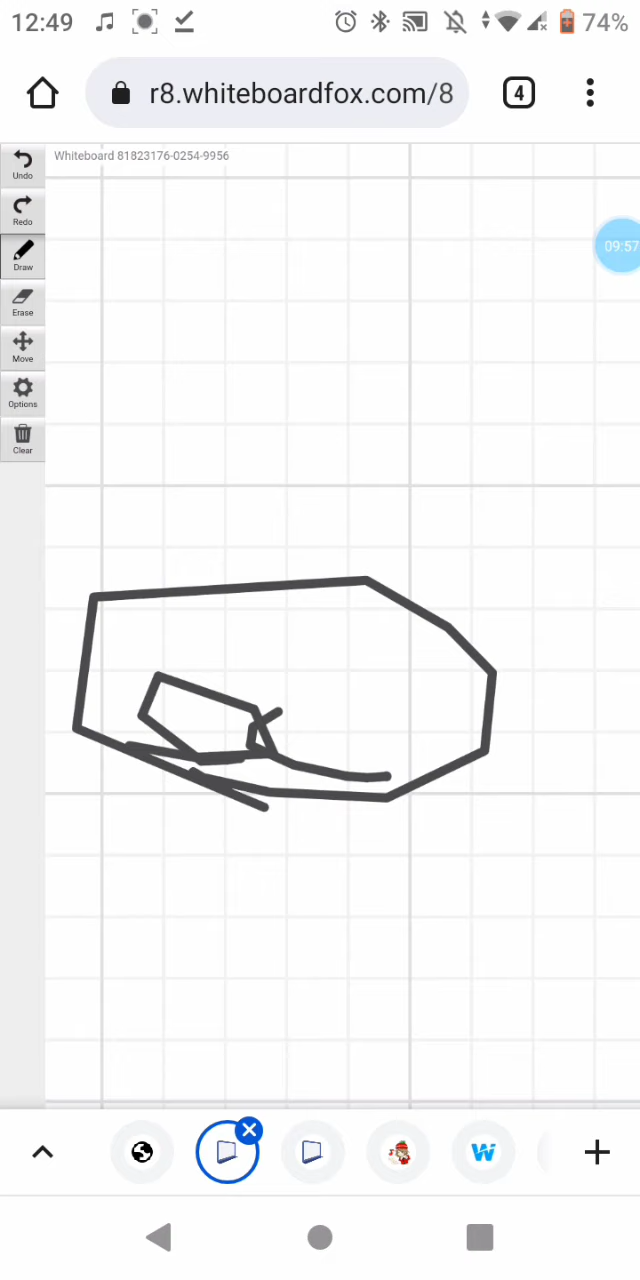 12:49
74%
r8.whiteboardfox.com/8
4
Whiteboard 81823176-0254-9956
Undo
Redo
Draw
Erase
Move
Options
Clear
09:57